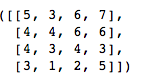 ([[5, 3, 6, 7],
[4, 4, 6, 6],
[4, 3, 4, 3],
[3, 1, 2, 5]])